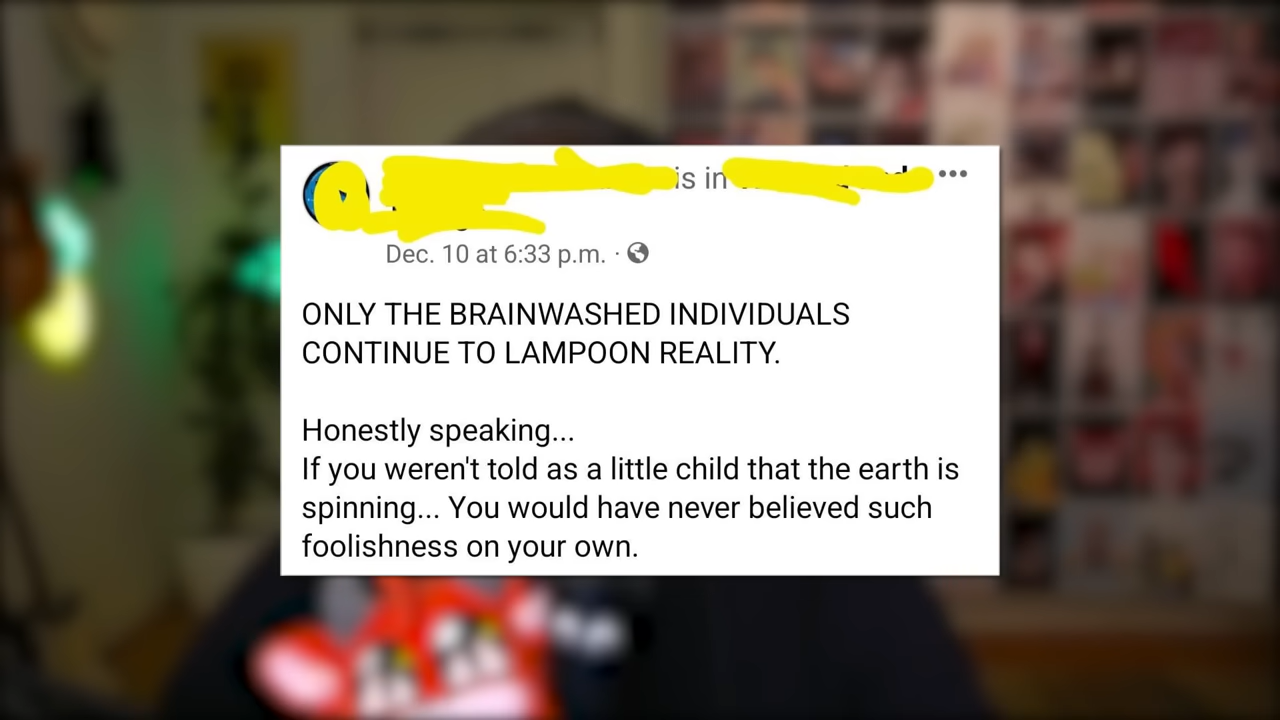 is in
Dec. 10 at 6:33 p.m. ·
ONLY THE BRAINWASHED INDIVIDUALS
CONTINUE TO LAMPOON REALITY.
Honestly speaking...
If you weren't told as a little child that the earth is
spinning... You would have never believed such
foolishness on your own.